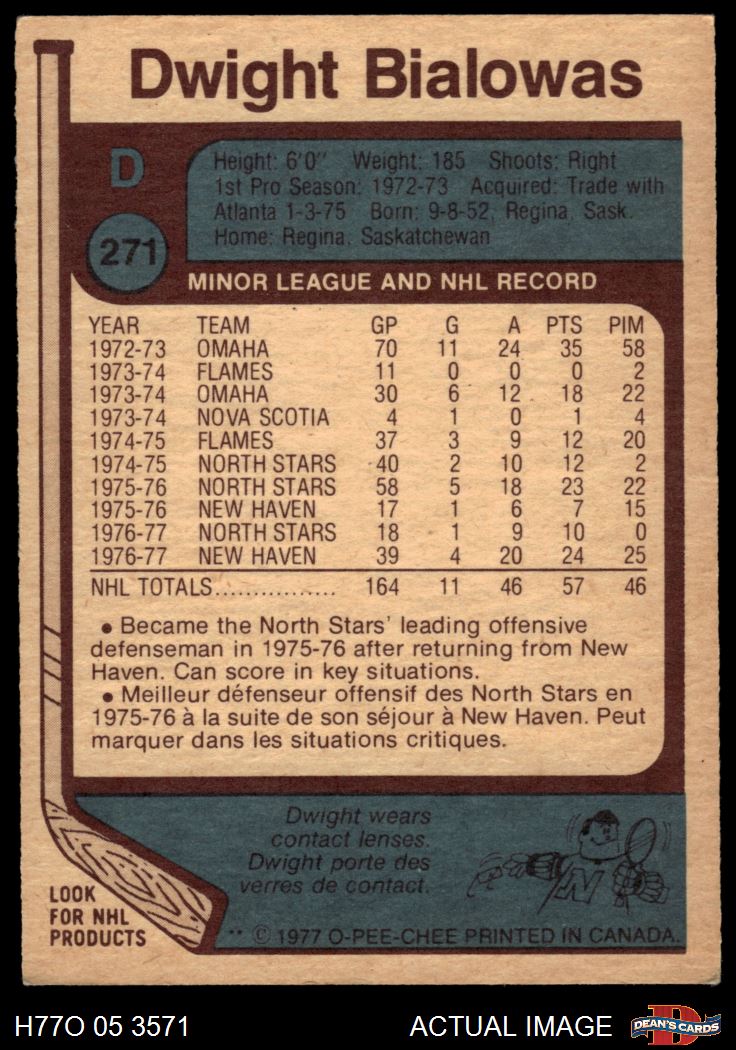 Dwight Bialowas
D
271
Height: 6'0" Weight: 185 Shoots: Right
1st Pro Season: 1972-73 Acquired: Trade with
Atlanta 1-3-75 Born: 9-8-52, Regina, Sask.
Home: Regina, Saskatchewan
MINOR LEAGUE AND NHL RECORD
YEAR TEAM GP G A PTS PIM
1972-73 OMAHA 70 11 24 35 58
1973-74 FLAMES 11 0 0 0 2
1973-74 OMAHA 30 6 12 18 22
1973-74 NOVA SCOTIA 4 1 0 1 4
1974-75 FLAMES 37 3 9 12 20
1974-75 NORTH STARS 40 2 10 12 2
1975-76 NORTH STARS 58 5 18 23 22
1975-76 NEW HAVEN 17 1 6 7 15
1976-77 NORTH STARS 18 1 9 10 0
1976-77 NEW HAVEN 39 4 20 24 25
NHL TOTALS................ 164 11 46 57 46
• Became the North Stars' leading offensive
defenseman in 1975-76 after returning from New
Haven. Can score in key situations.
• Meilleur défenseur offensif des North Stars en
1975-76 à la suite de son séjour à New Haven. Peut
marquer dans les situations critiques.
Dwight wears
contact lenses.
Dwight porte des
verres de contact.
N
LOOK
FOR NHL
PRODUCTS
** © 1977 O-PEE-CHEE PRINTED IN CANADA.
H77O 05 3571
ACTUAL IMAGE
D
DEAN'S CARDS